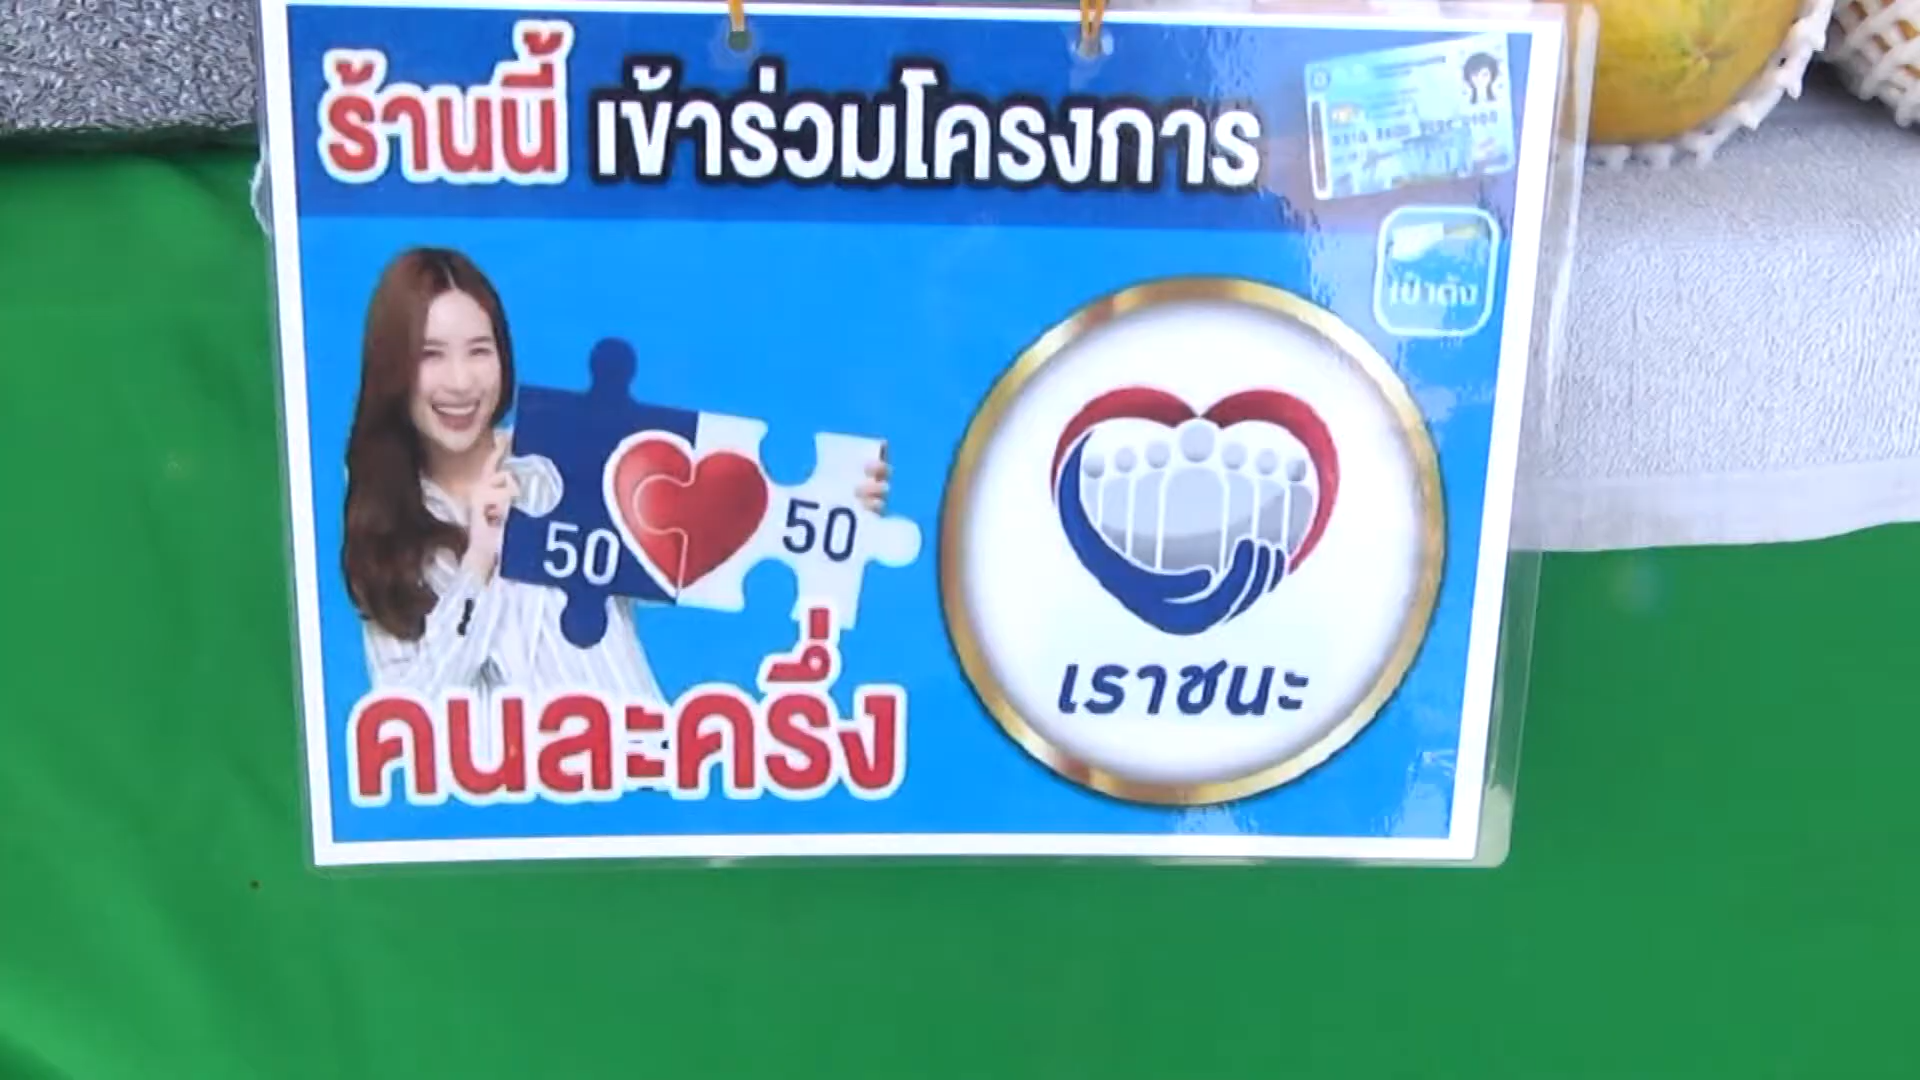 ร้านนี้ เข้าร่วมโครงการ
เป๋าตัง
50 50
คนละครึ่ง
เราชนะ